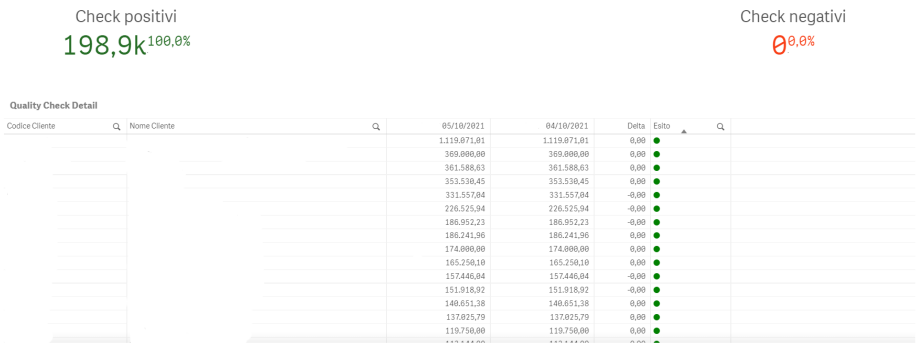 Check positivi Check negativi
198,9k 100,0% 0 0,0%
Quality Check Detail
Codice Cliente Nome Cliente 05/10/2021 04/10/2021 Delta Esito
1.119.071,01 1.119.071,01 0,00
369.000,00 369.000,00 0,00
361.588,63 361.588,63 0,00
353.530,45 353.530,45 0,00
331.557,04 331.557,04 -0,00
226.525,94 226.525,94 -0,00
186.952,23 186.952,23 -0,00
186.241,96 186.241,96 0,00
174.000,00 174.000,00 0,00
165.250,10 165.250,10 0,00
157.446,04 157.446,04 -0,00
151.918,92 151.918,92 -0,00
140.651,38 140.651,38 0,00
137.025,79 137.025,79 0,00
119.750,00 119.750,00 0,00